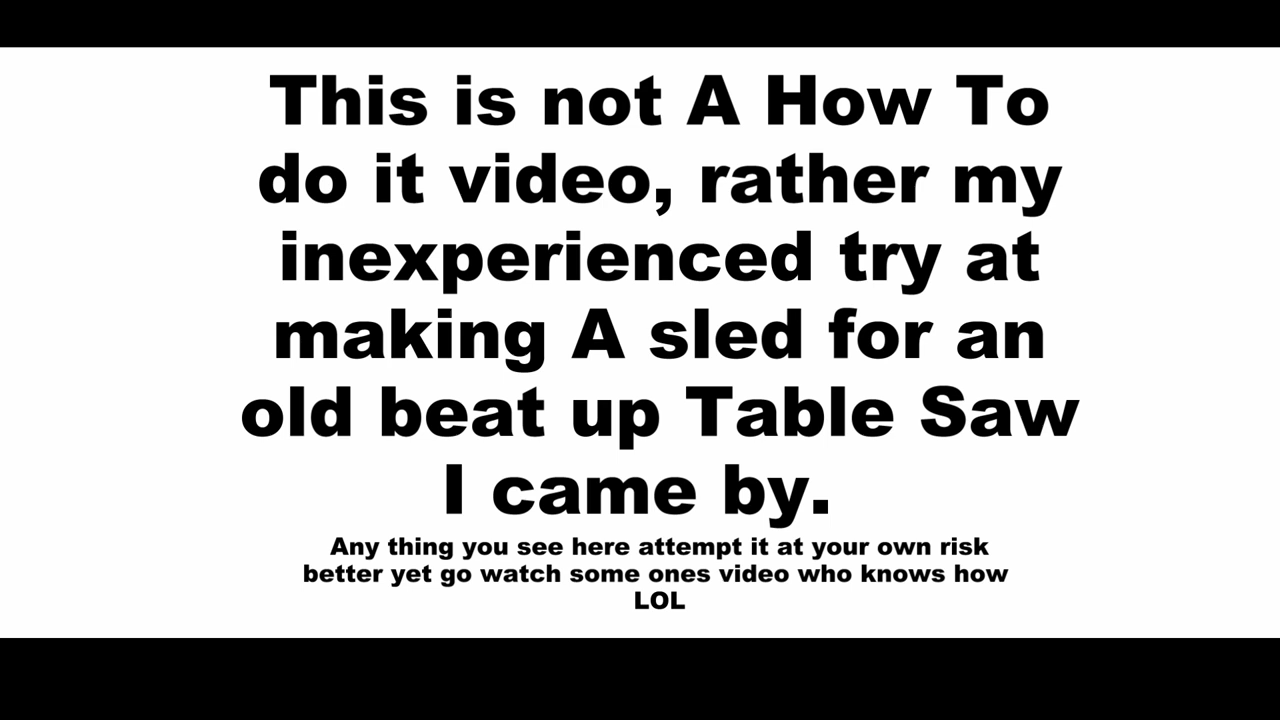 This is not A How To
do it video, rather my
inexperienced try at
making A sled for an
old beat up Table Saw
I came by.
Any thing you see here attempt it at your own risk
better yet go watch some ones video who knows how
LOL